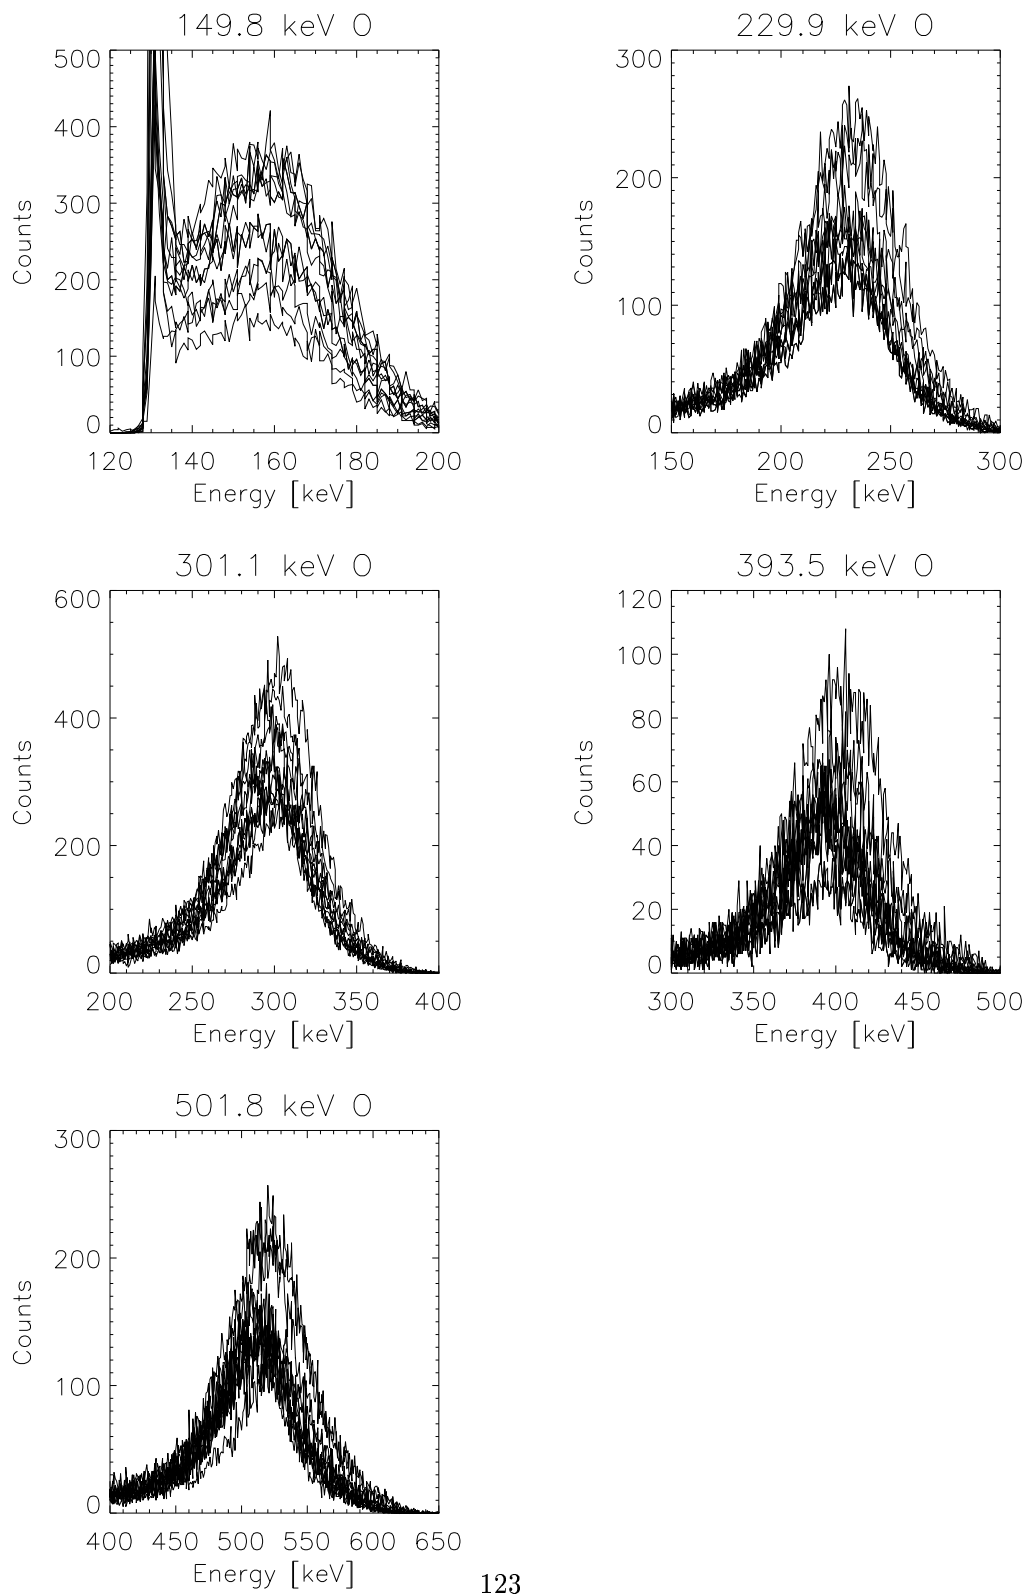 149.8 keV O
500
400
300
200
100
0
Counts
120 140 160 180 200
Energy [keV]
229.9 keV O
300
200
100
0
Counts
150 200 250 300
Energy [keV]
301.1 keV O
600
400
200
0
Counts
200 250 300 350 400
Energy [keV]
393.5 keV O
120
100
80
60
40
20
0
Counts
300 350 400 450 500
Energy [keV]
501.8 keV O
300
200
100
0
Counts
400 450 500 550 600 650
Energy [keV]
123